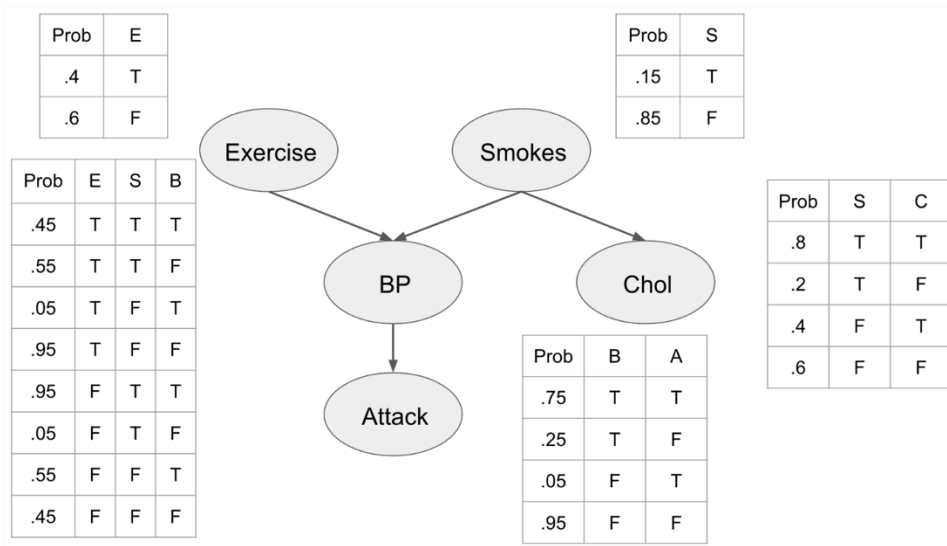 Prob E
.4 T
.6 F
Prob S
.15 T
.85 F
Exercise
Smokes
Prob E S B
.45 T T T
.55 T T F
.05 T F T
.95 T F F
.95 F T T
.05 F T F
.55 F F T
.45 F F F
BP
Chol
Prob S C
.8 T T
.2 T F
.4 F T
.6 F F
Attack
Prob B A
.75 T T
.25 T F
.05 F T
.95 F F